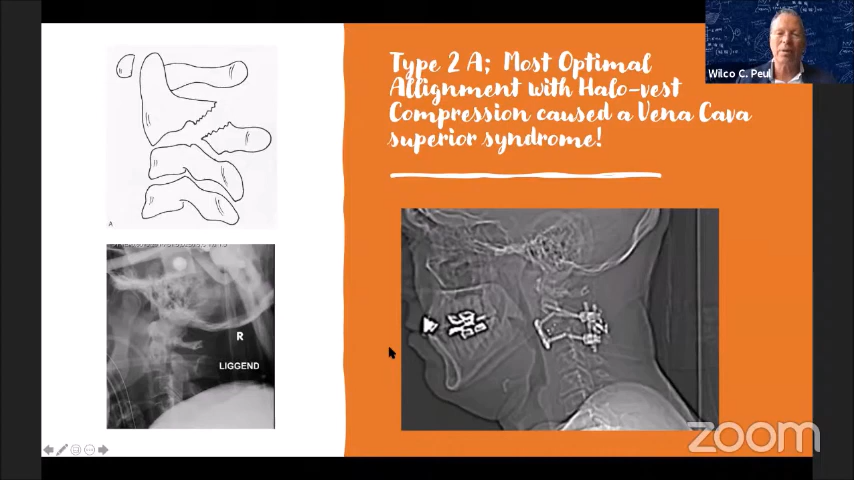 Type 2 A; Most Optimal
Allignment with Halo-vest
Compression caused a Vena Cava
superior syndrome!
Wilco C. Peul
A
R
LIGGEND
zoom